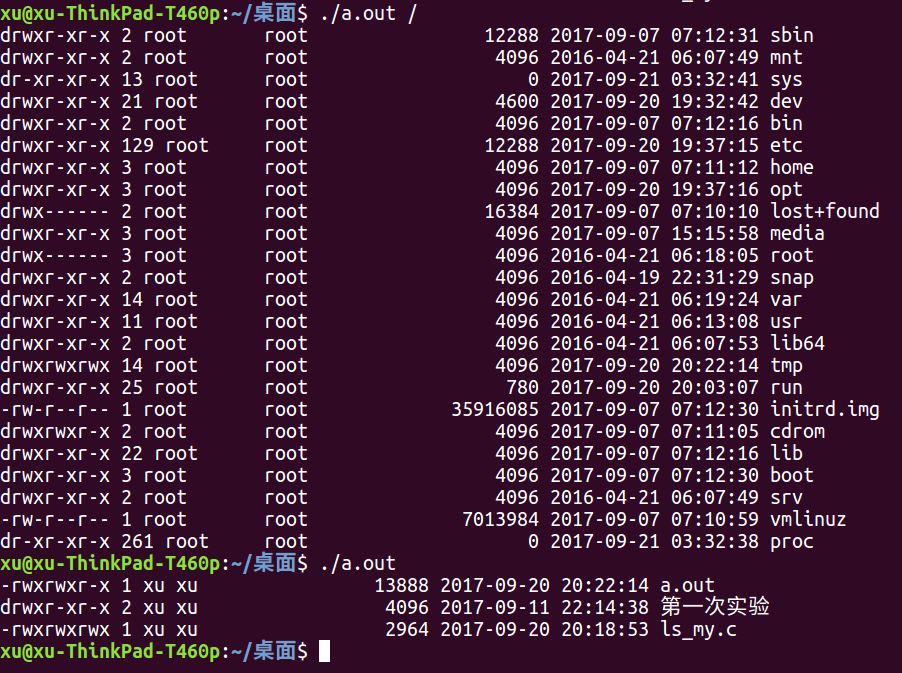 xu@xu-ThinkPad-T460p:~/桌面$ ./a.out /
drwxr-xr-x 2 root       root                12288 2017-09-07 07:12:31 sbin
drwxr-xr-x 2 root       root                 4096 2016-04-21 06:07:49 mnt
dr-xr-xr-x 13 root      root                    0 2017-09-21 03:32:41 sys
drwxr-xr-x 21 root      root                 4600 2017-09-20 19:32:42 dev
drwxr-xr-x 2 root       root                 4096 2017-09-07 07:12:16 bin
drwxr-xr-x 129 root     root                12288 2017-09-20 19:37:15 etc
drwxr-xr-x 3 root       root                 4096 2017-09-07 07:11:12 home
drwxr-xr-x 3 root       root                 4096 2017-09-20 19:37:16 opt
drwx------ 2 root       root                16384 2017-09-07 07:10:10 lost+found
drwxr-xr-x 3 root       root                 4096 2017-09-07 15:15:58 media
drwx------ 3 root       root                 4096 2016-04-21 06:18:05 root
drwxr-xr-x 2 root       root                 4096 2016-04-19 22:31:29 snap
drwxr-xr-x 14 root      root                 4096 2016-04-21 06:19:24 var
drwxr-xr-x 11 root      root                 4096 2016-04-21 06:13:08 usr
drwxr-xr-x 2 root       root                 4096 2016-04-21 06:07:53 lib64
drwxrwxrwx 14 root      root                 4096 2017-09-20 20:22:14 tmp
drwxr-xr-x 25 root      root                  780 2017-09-20 20:03:07 run
-rw-r--r-- 1 root       root             35916085 2017-09-07 07:12:30 initrd.img
drwxrwxr-x 2 root       root                 4096 2017-09-07 07:11:05 cdrom
drwxr-xr-x 22 root      root                 4096 2017-09-07 07:12:16 lib
drwxr-xr-x 3 root       root                 4096 2017-09-07 07:12:30 boot
drwxr-xr-x 2 root       root                 4096 2016-04-21 06:07:49 srv
-rw-r--r-- 1 root       root              7013984 2017-09-07 07:10:59 vmlinuz
dr-xr-xr-x 261 root     root                    0 2017-09-21 03:32:38 proc
xu@xu-ThinkPad-T460p:~/桌面$ ./a.out
-rwxrwxr-x 1 xu xu                13888 2017-09-20 20:22:14 a.out
drwxrwxr-x 2 xu xu                 4096 2017-09-11 22:14:38 第一次实验
-rwxrwxrwx 1 xu xu                 2964 2017-09-20 20:18:53 ls_my.c
xu@xu-ThinkPad-T460p:~/桌面$